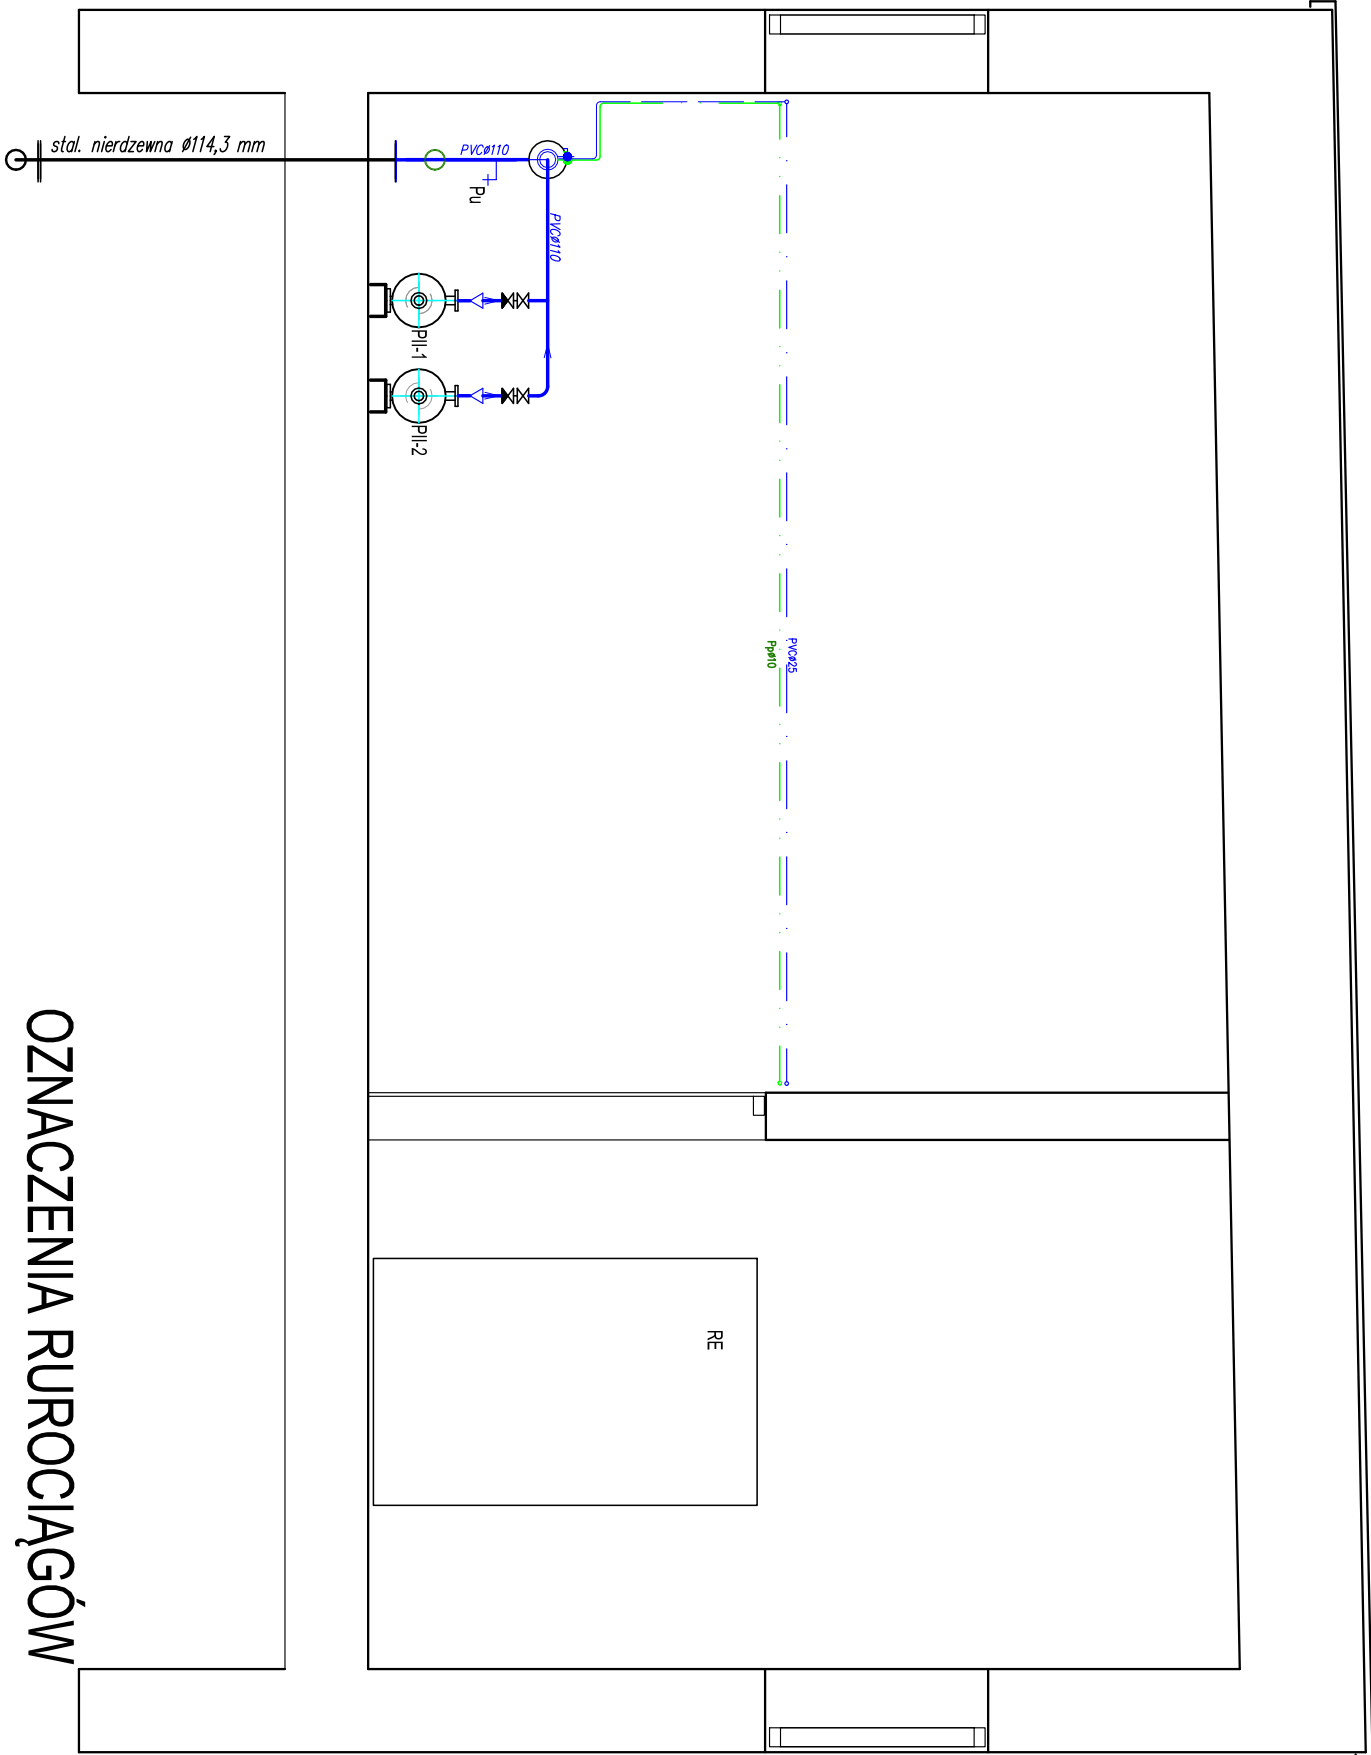 stal. nierdzewna ø114,3 mm
PVCø110
Pu
PVCø110
PII-1
PII-2
PVCø25
Ppø10
RE
OZNACZENIA RUROCIĄGÓW